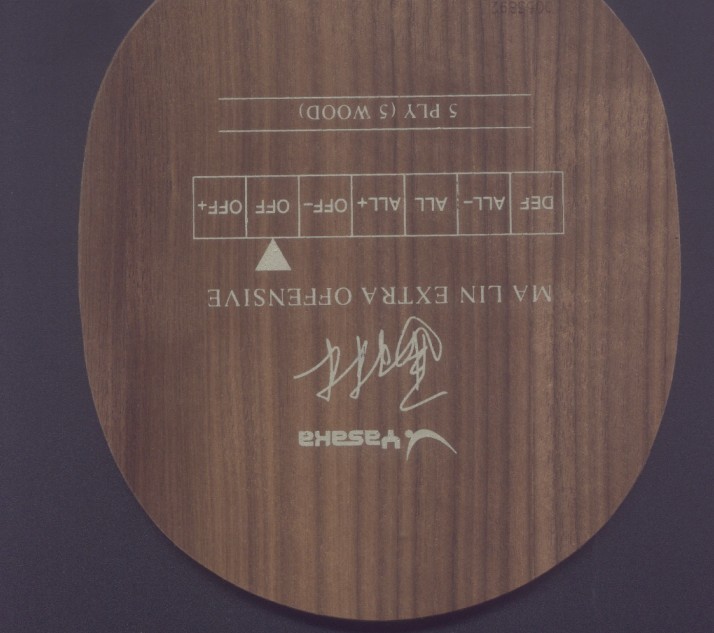 Yasaka
MA LIN EXTRA OFFENSIVE
DEF ALL- ALL ALL+ OFF- OFF OFF+
5 PLY (5 WOOD)